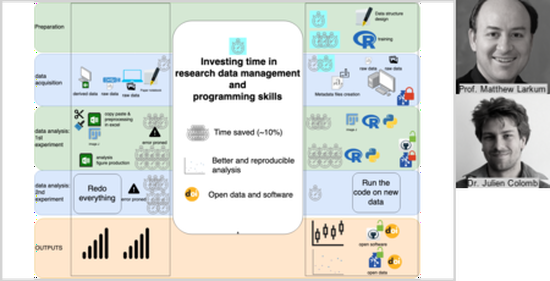 Preparation
Data structure
design
training
data
acquisition
derived data
raw data
raw data
Paper notebook
raw data
raw data
Metadata files creation
data analysis:
1st
experiment
copy paste &
preprocessing
in excel
error pronned
analysis
figure production
data analysis:
2nd
experiment
Redo
everything
error pronned
Run the
code on new
data
OUTPUTS
open software
open data
Investing time in
research data management
and
programming skills
Time saved (~10%)
Better and reproducible
analysis
Open data and software
Prof. Matthew Larkum
Dr. Julien Colomb